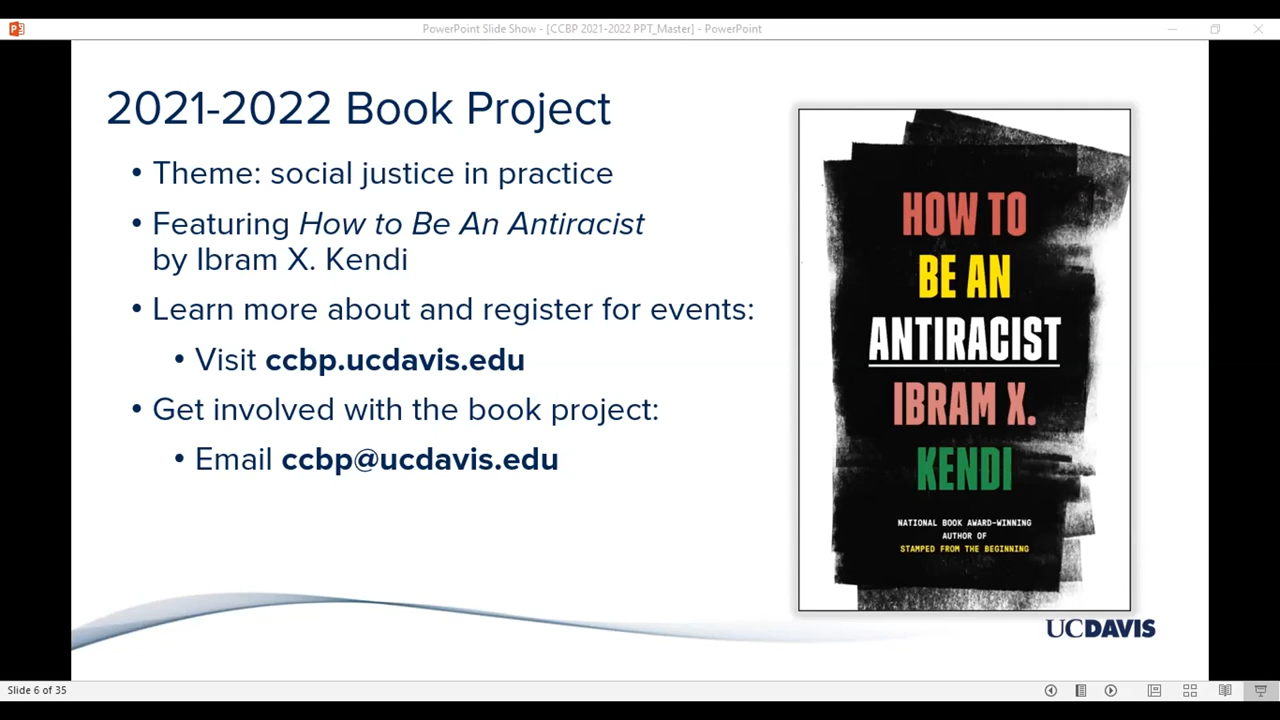 PowerPoint Slide Show - [CCBP 2021-2022 PPT_Master] - PowerPoint
2021-2022 Book Project
• Theme: social justice in practice
• Featuring How to Be An Antiracist
by Ibram X. Kendi
• Learn more about and register for events:
• Visit ccbp.ucdavis.edu
• Get involved with the book project:
• Email ccbp@ucdavis.edu
HOW TO
BE AN
ANTIRACIST
IBRAM X.
KENDI
NATIONAL BOOK AWARD-WINNING
AUTHOR OF
STAMPED FROM THE BEGINNING
UCDAVIS
Slide 6 of 35